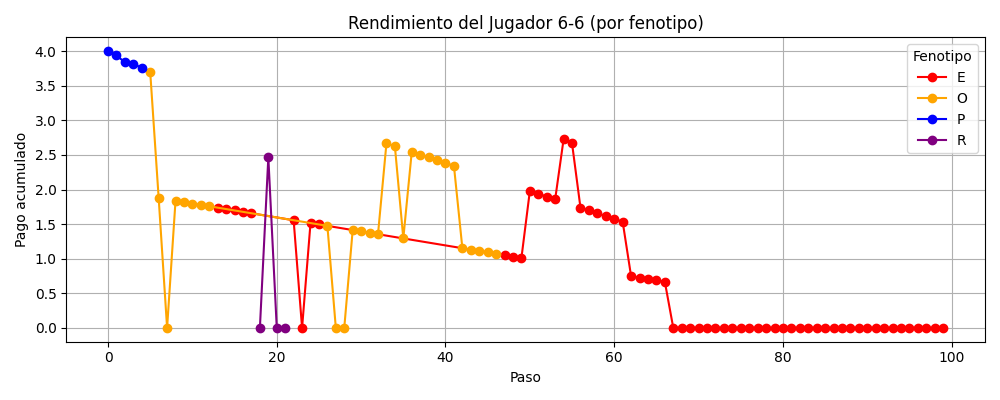 Rendimiento del Jugador 6-6 (por fenotipo)
Pago acumulado
4.0
3.5
3.0
2.5
2.0
1.5
1.0
0.5
0.0
0 20 40 60 80 100
Paso
Fenotipo
E
O
P
R